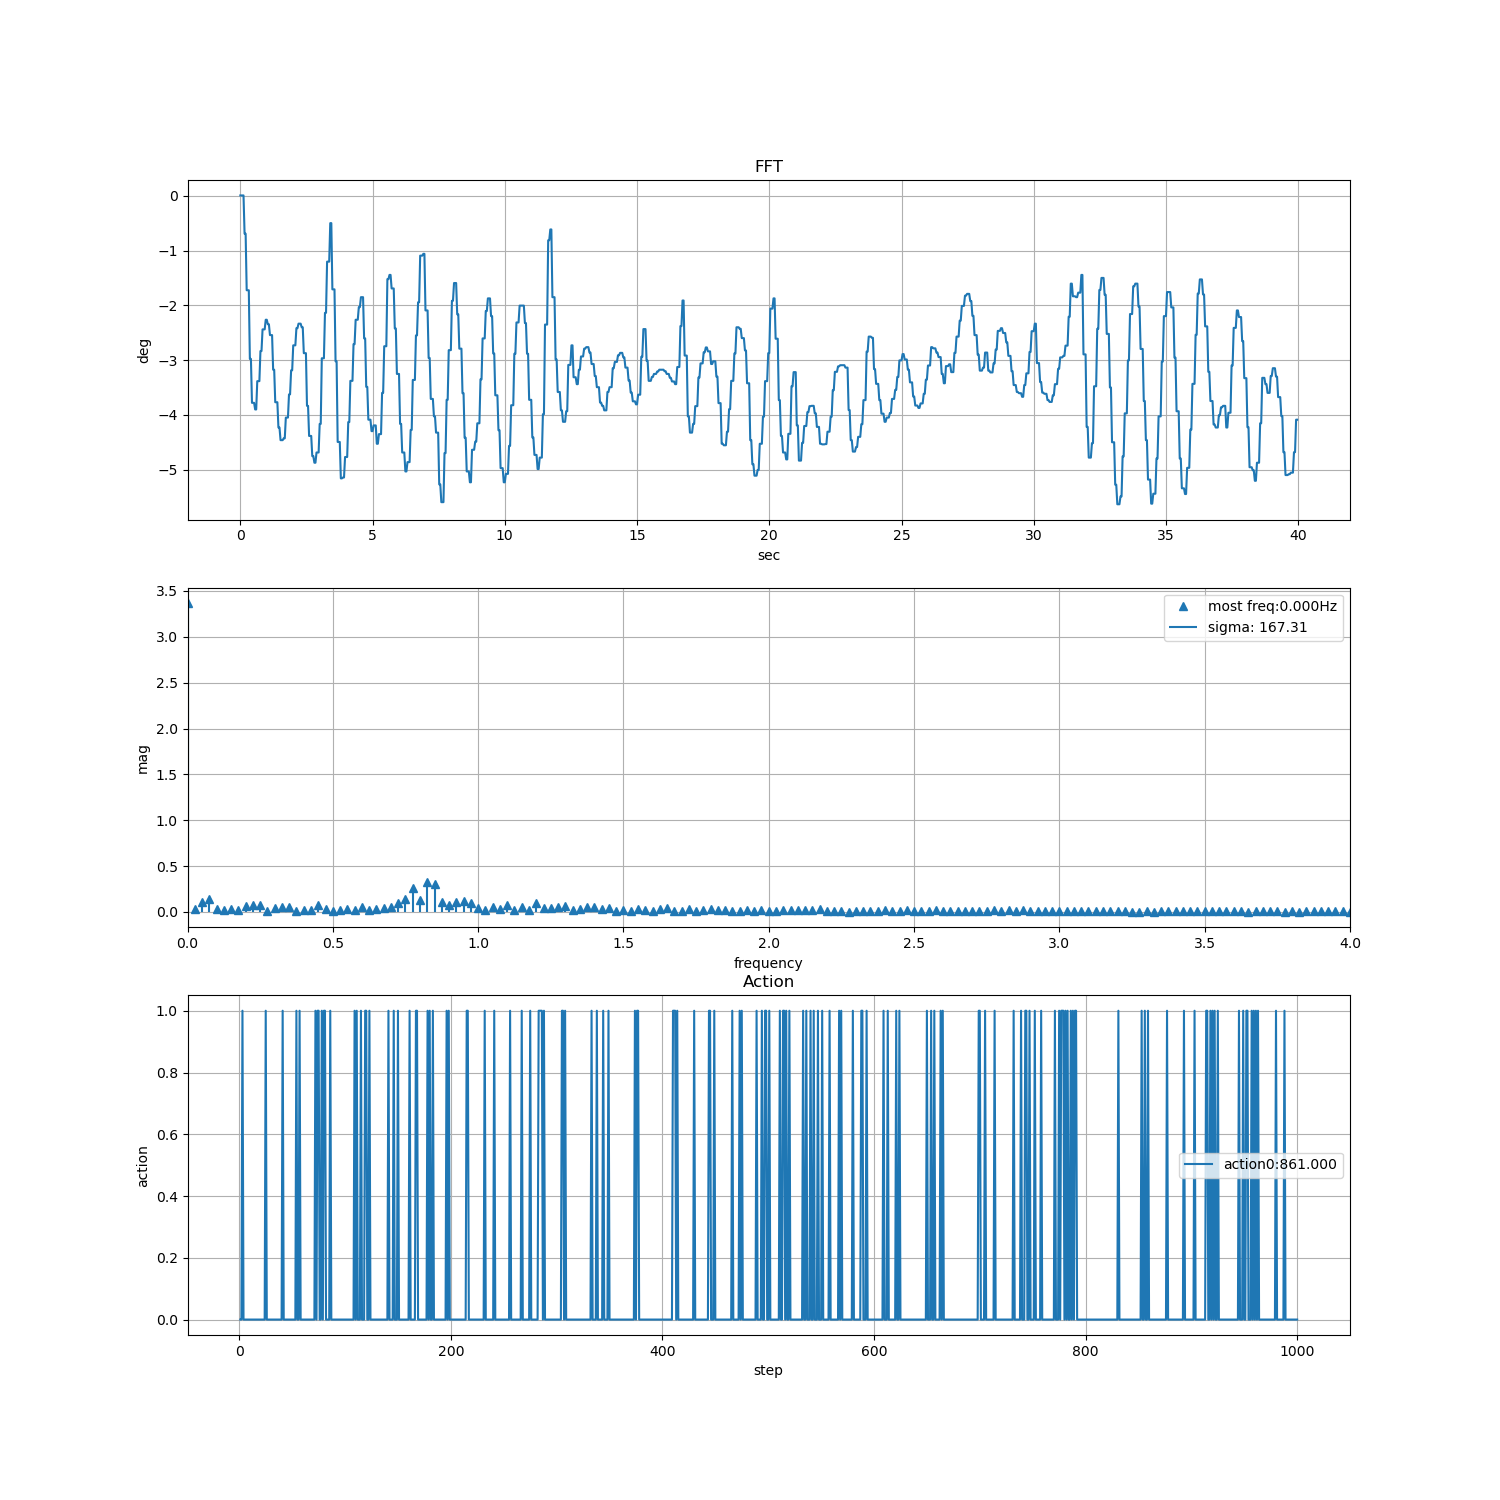 FFT
0
−1
−2
−3
−4
−5
deg
0 5 10 15 20 25 30 35 40
sec
3.5
3.0
2.5
2.0
1.5
1.0
0.5
0.0
mag
most freq:0.000Hz
sigma: 167.31
0.0 0.5 1.0 1.5 2.0 2.5 3.0 3.5 4.0
frequency
Action
1.0
0.8
0.6
0.4
0.2
0.0
action
action0:861.000
0 200 400 600 800 1000
step